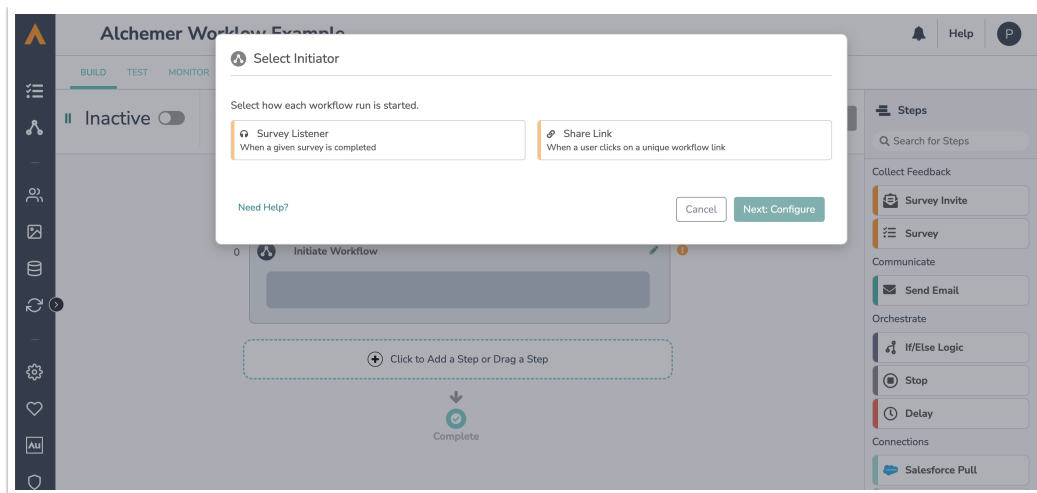 Alchemer Worklow Example
Help
P
BUILD TEST MONITOR
Inactive
Select Initiator
Select how each workflow run is started.
Survey Listener
When a given survey is completed
Share Link
When a user clicks on a unique workflow link
Need Help?
Cancel
Next: Configure
0
Initiate Workflow
Click to Add a Step or Drag a Step
Complete
Au
Steps
Search for Steps
Collect Feedback
Survey Invite
Survey
Communicate
Send Email
Orchestrate
If/Else Logic
Stop
Delay
Connections
Salesforce Pull